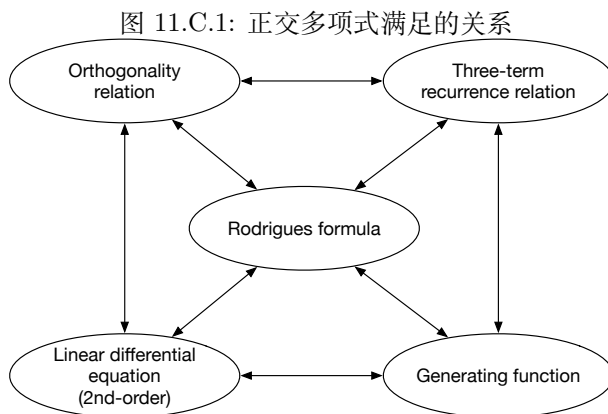 图 11.C.1: 正交多项式满足的关系
Orthogonality
relation
Three-term
recurrence relation
Rodrigues formula
Linear differential
equation
(2nd-order)
Generating function